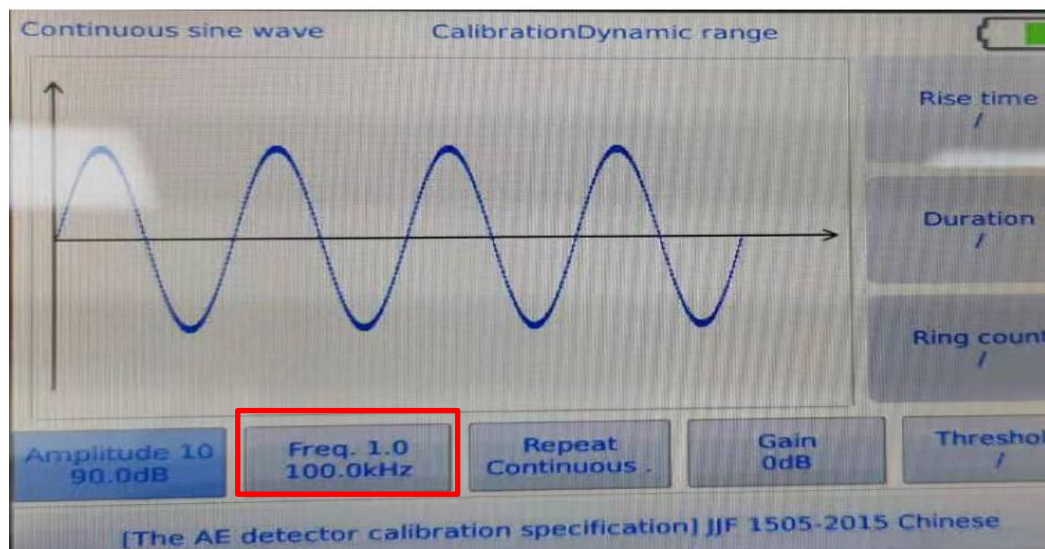 Continuous sine wave
CalibrationDynamic range
Rise time
/
Duration
/
Ring count
/
Amplitude 10
90.0dB
Freq. 1.0
100.0kHz
Repeat
Continuous .
Gain
0dB
Threshol
/
[The AE detector calibration specification] JJF 1505-2015 Chinese